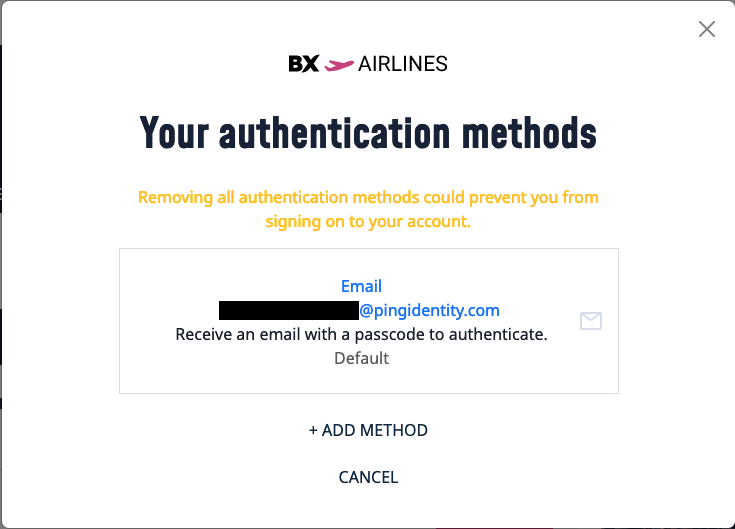 BX AIRLINES
Your authentication methods
Removing all authentication methods could prevent you from
signing on to your account.
Email
@pingidentity.com
Receive an email with a passcode to authenticate.
Default
+ ADD METHOD
CANCEL